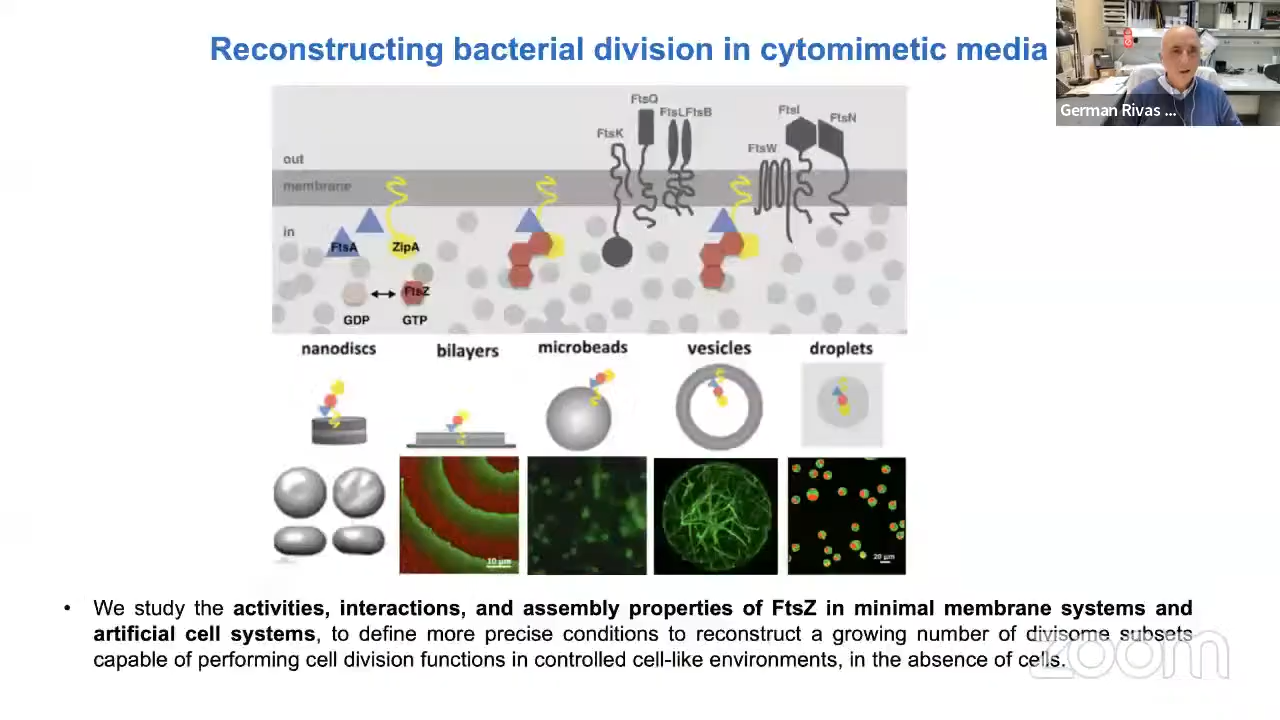 Reconstructing bacterial division in cytomimetic media
German Rivas ...
FtsQ
FtsLFtsB
FtsI
FtsN
FtsK
FtsW
out
membrane
in
FtsA
ZipA
FtsZ
GDP
GTP
nanodiscs
bilayers
microbeads
vesicles
droplets
10 µm
20 µm
• We study the activities, interactions, and assembly properties of FtsZ in minimal membrane systems and
artificial cell systems, to define more precise conditions to reconstruct a growing number of divisome subsets
capable of performing cell division functions in controlled cell-like environments, in the absence of cells.
zoom